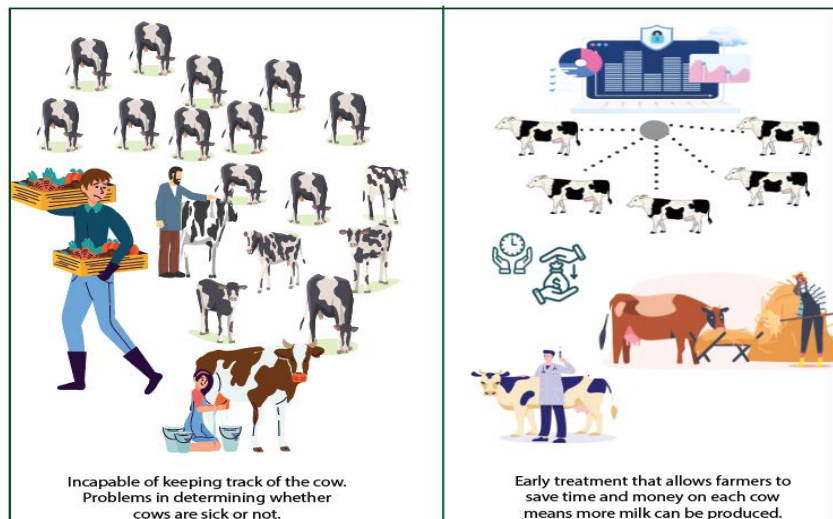 Incapable of keeping track of the cow.
Problems in determining whether
cows are sick or not.
Early treatment that allows farmers to
save time and money on each cow
means more milk can be produced.